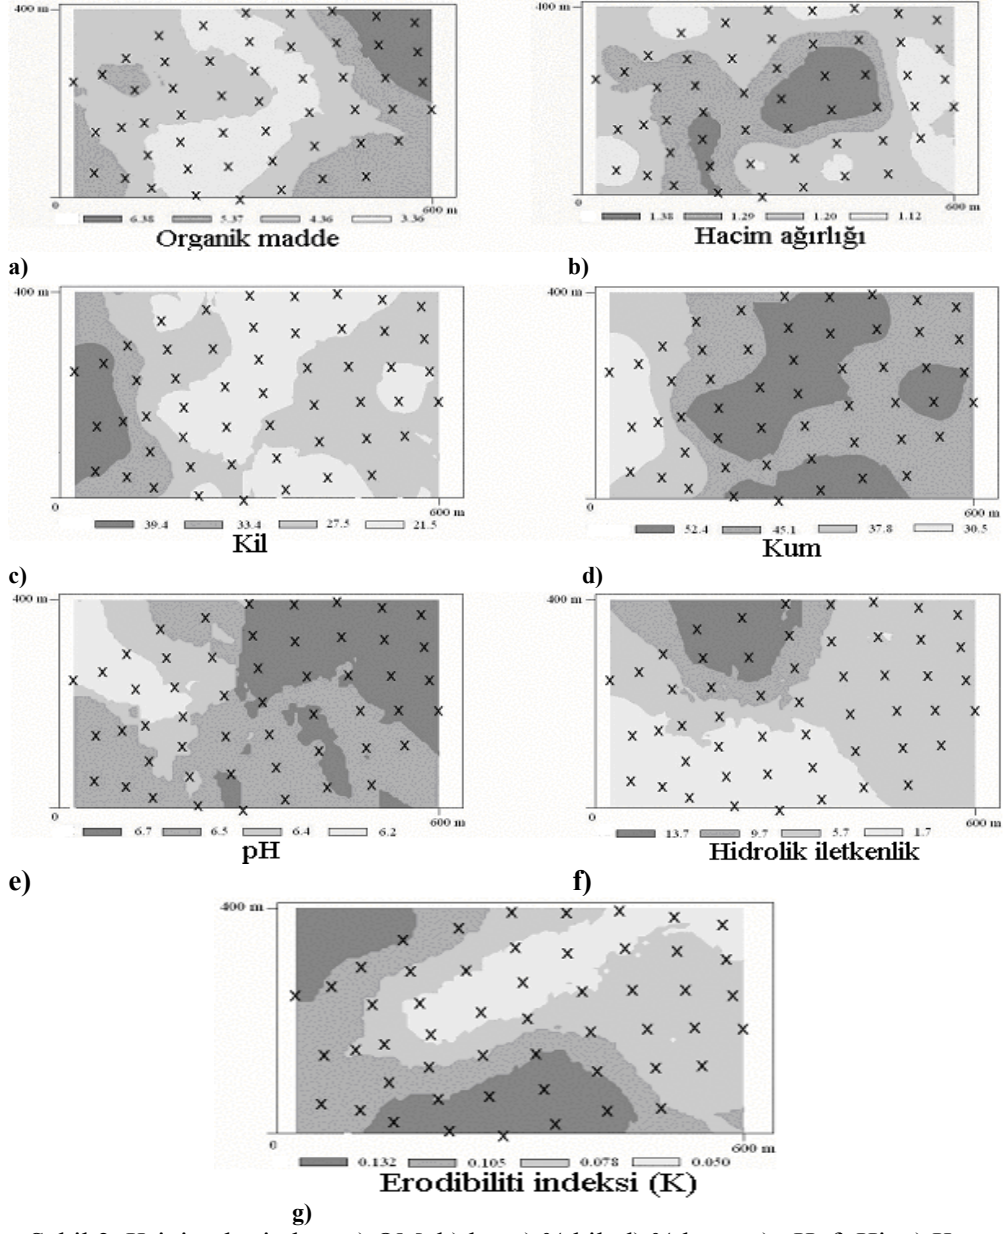 400 m
0
600 m
6.38 5.37 4.36 3.36
Organik madde
a)
400 m
0
600 m
1.38 1.29 1.20 1.12
Hacim ağırlığı
b)
400 m
0
600 m
39.4 33.4 27.5 21.5
Kil
c)
400 m
0
600 m
52.4 45.1 37.8 30.5
Kum
d)
400 m
0
600 m
6.7 6.5 6.4 6.2
pH
e)
400 m
0
600 m
13.7 9.7 5.7 1.7
Hidrolik iletkenlik
f)
400 m
0
600 m
0.132 0.105 0.078 0.050
Erodibiliti indeksi (K)
g)